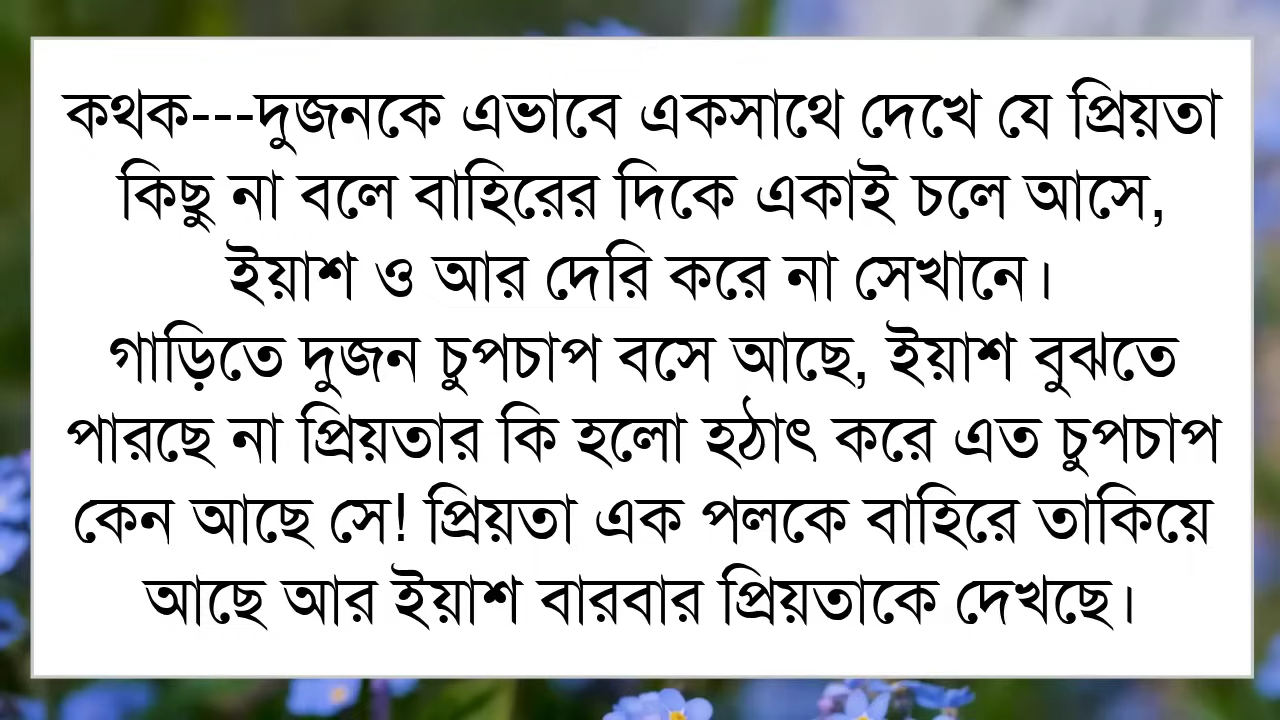 কথক---দুজনকে এভাবে একসাথে দেখে যে প্রিয়তা
কিছু না বলে বাহিরের দিকে একাই চলে আসে,
ইয়াশ ও আর দেরি করে না সেখানে।
গাড়িতে দুজন চুপচাপ বসে আছে, ইয়াশ বুঝতে
পারছে না প্রিয়তার কি হলো হঠাৎ করে এত চুপচাপ
কেন আছে সে! প্রিয়তা এক পলকে বাহিরে তাকিয়ে
আছে আর ইয়াশ বারবার প্রিয়তাকে দেখছে।